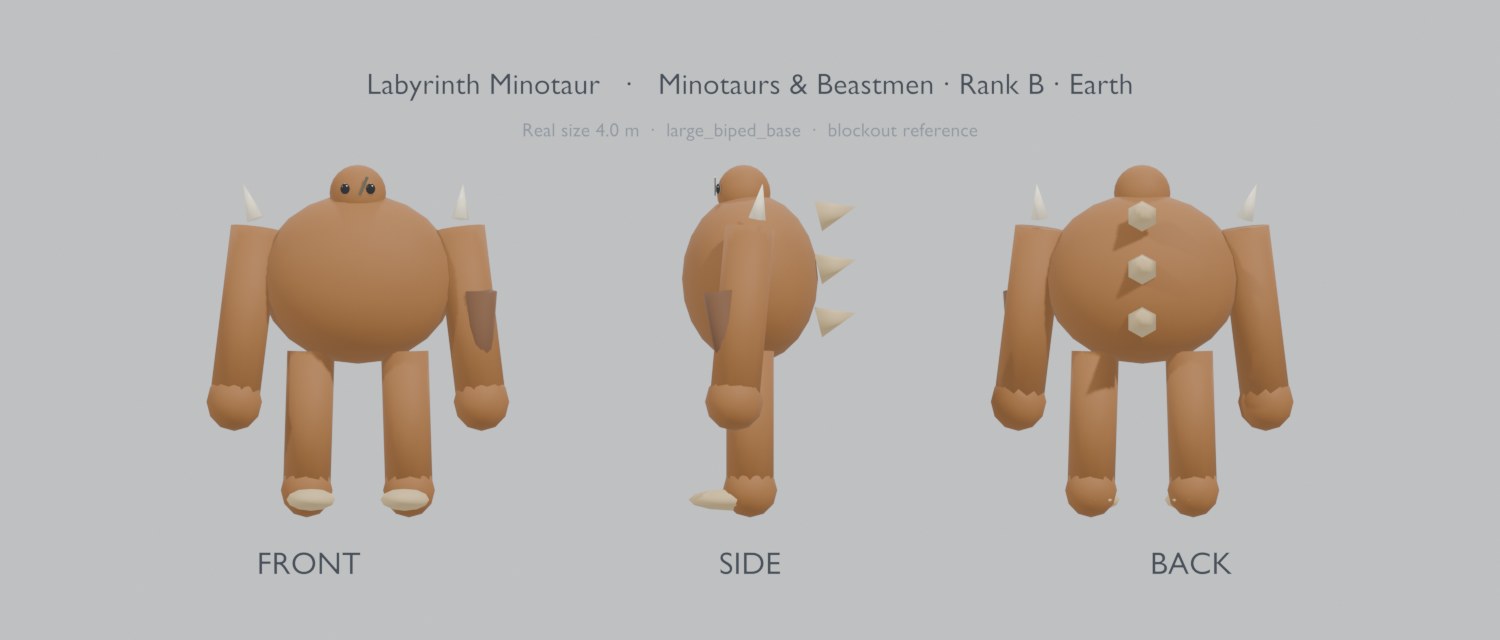 Labyrinth Minotaur · Minotaurs & Beastmen · Rank B · Earth
Real size 4.0 m · large_biped_base · blockout reference
FRONT
SIDE
BACK